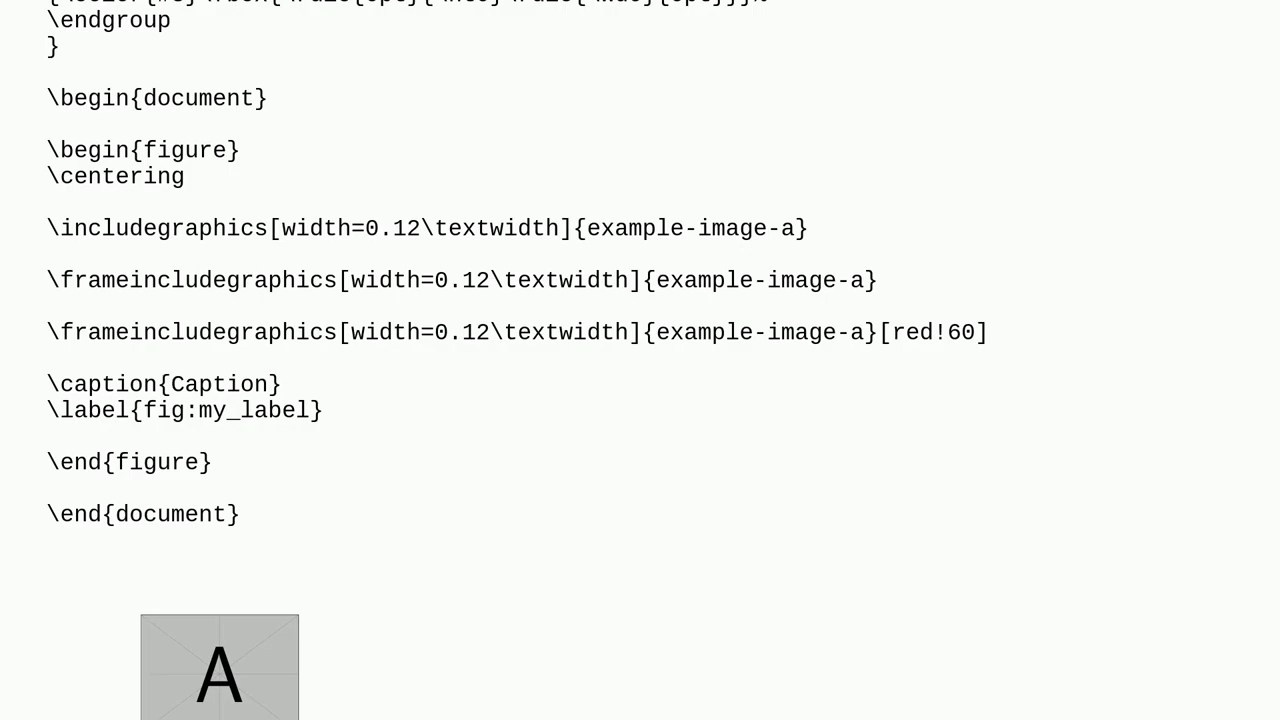 \endgroup
}
\begin{document}
\begin{figure}
\centering
\includegraphics[width=0.12\textwidth]{example-image-a}
\frameincludegraphics[width=0.12\textwidth]{example-image-a}
\frameincludegraphics[width=0.12\textwidth]{example-image-a}[red!60]
\caption{Caption}
\label{fig:my_label}
\end{figure}
\end{document}
A